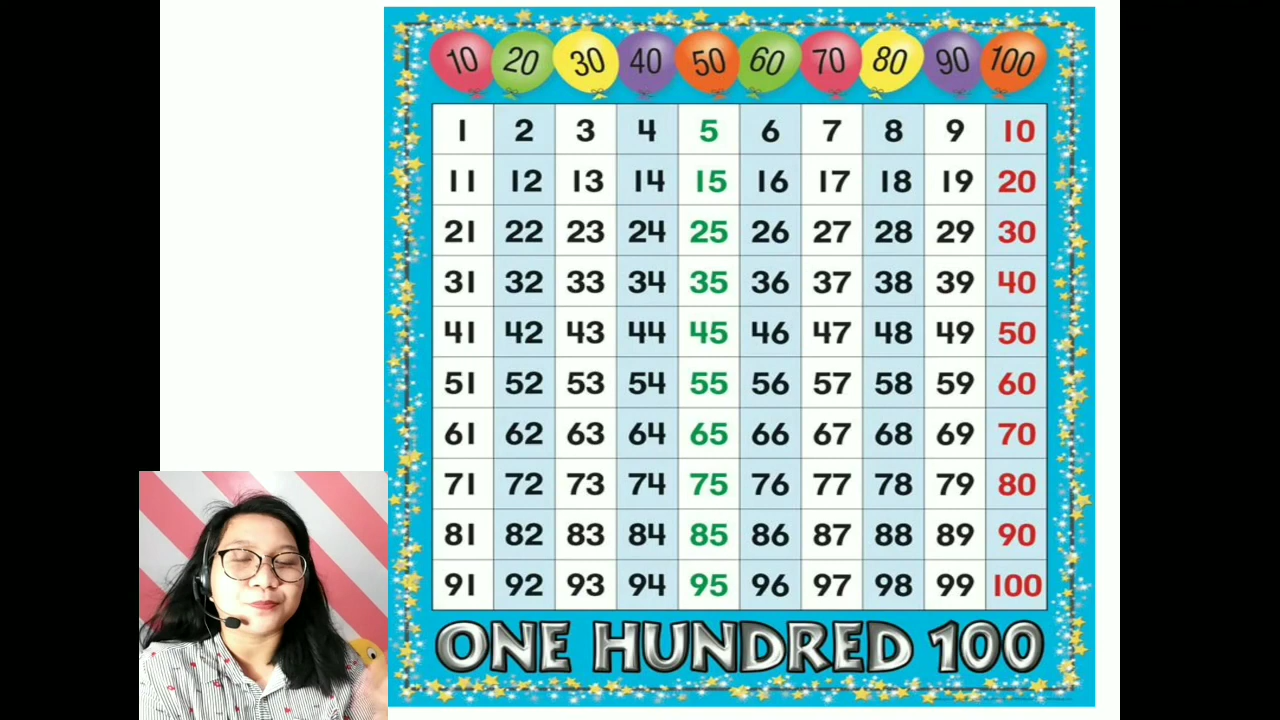 10 20 30 40 50 60 70 80 90 100
1 2 3 4 5 6 7 8 9 10
11 12 13 14 15 16 17 18 19 20
21 22 23 24 25 26 27 28 29 30
31 32 33 34 35 36 37 38 39 40
41 42 43 44 45 46 47 48 49 50
51 52 53 54 55 56 57 58 59 60
61 62 63 64 65 66 67 68 69 70
71 72 73 74 75 76 77 78 79 80
81 82 83 84 85 86 87 88 89 90
91 92 93 94 95 96 97 98 99 100
ONE HUNDRED 100